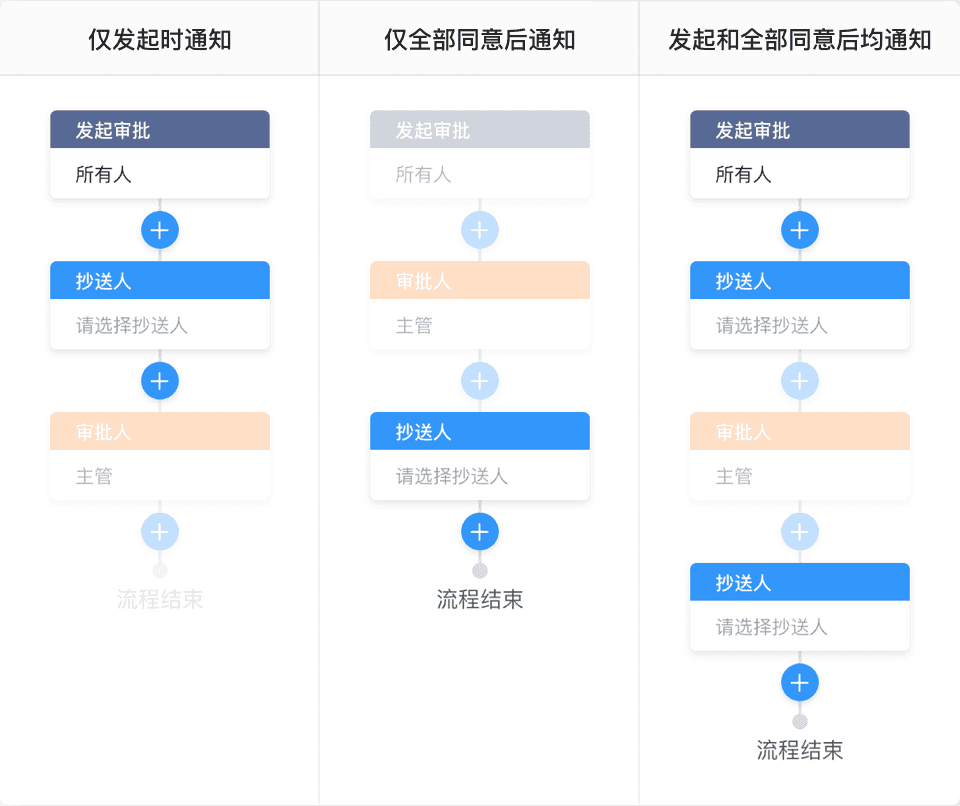 仅发起时通知
发起审批
所有人
抄送人
请选择抄送人
审批人
主管
流程结束
仅全部同意后通知
发起审批
所有人
审批人
主管
抄送人
请选择抄送人
流程结束
发起和全部同意后均通知
发起审批
所有人
抄送人
请选择抄送人
审批人
主管
抄送人
请选择抄送人
流程结束